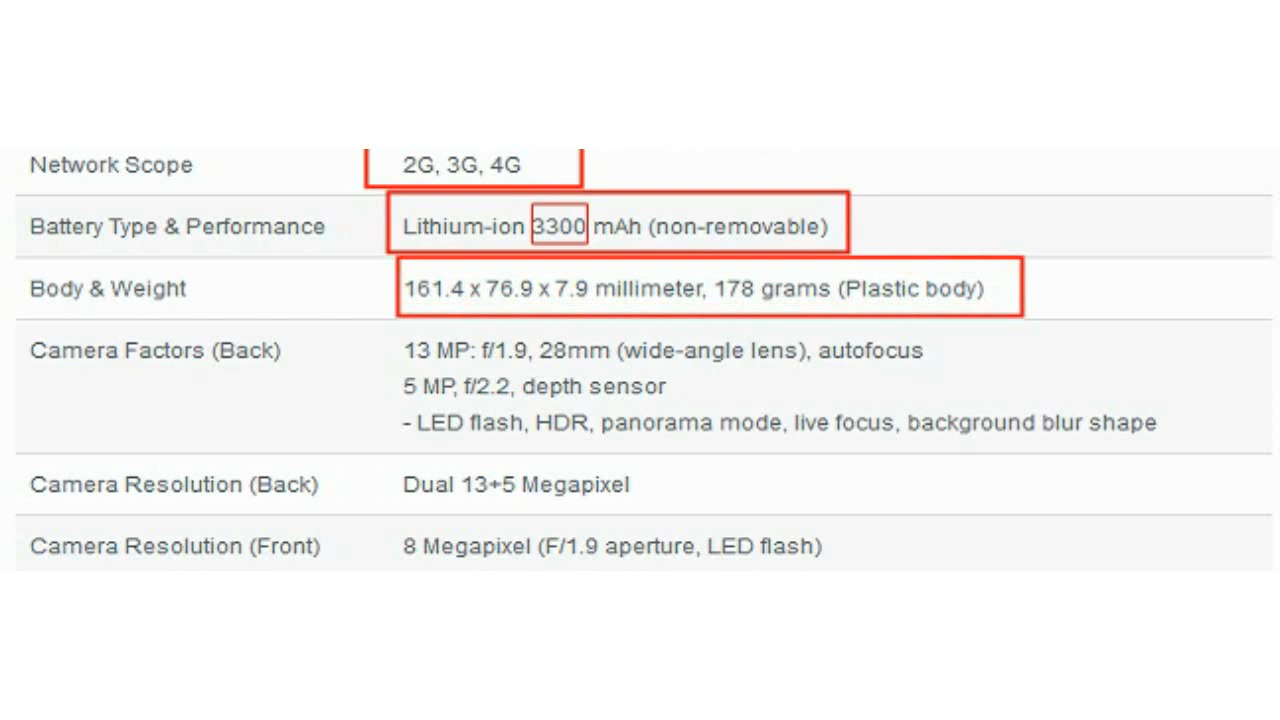 Network Scope 2G, 3G, 4G
Battery Type & Performance Lithium-ion 3300 mAh (non-removable)
Body & Weight 161.4 x 76.9 x 7.9 millimeter, 178 grams (Plastic body)
Camera Factors (Back) 13 MP: f/1.9, 28mm (wide-angle lens), autofocus
5 MP, f/2.2, depth sensor
- LED flash, HDR, panorama mode, live focus, background blur shape
Camera Resolution (Back) Dual 13+5 Megapixel
Camera Resolution (Front) 8 Megapixel (F/1.9 aperture, LED flash)